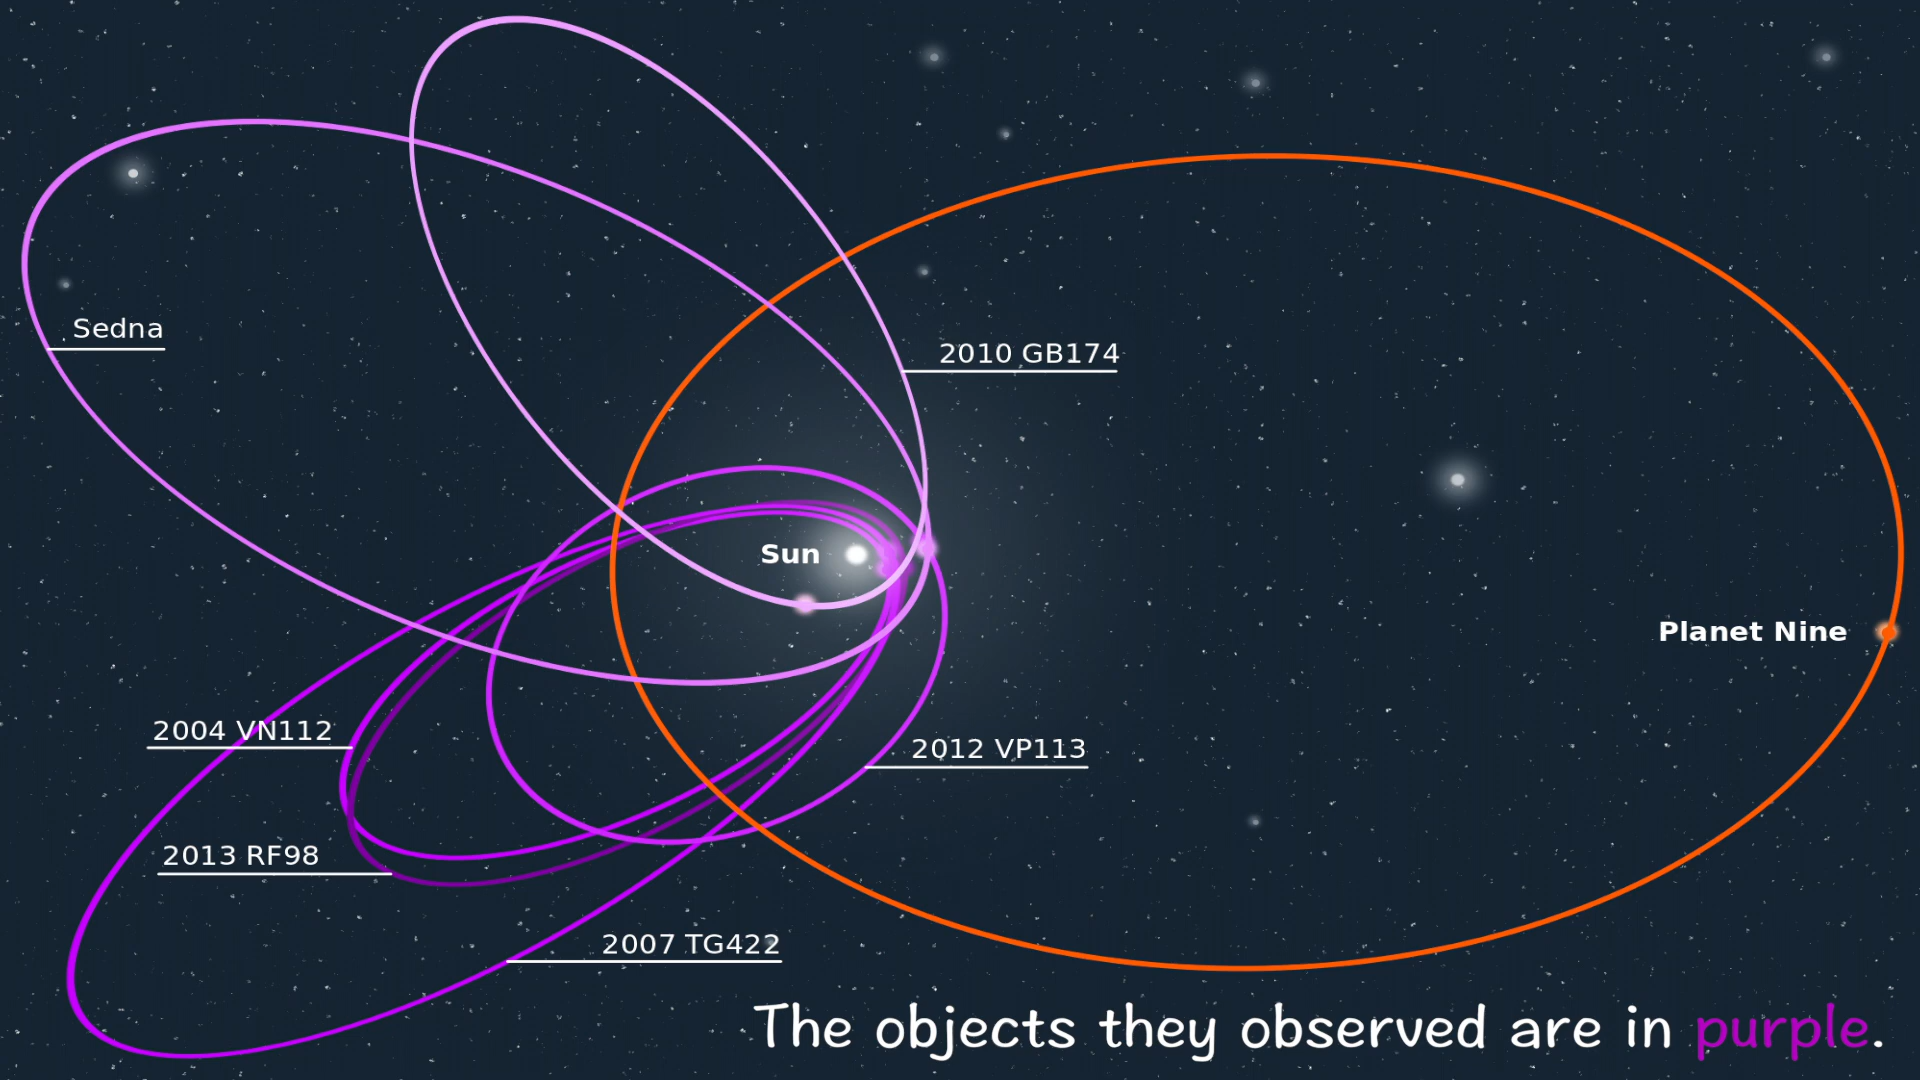 Sedna
2010 GB174
Sun
Planet Nine
2004 VN112
2012 VP113
2013 RF98
2007 TG422
The objects they observed are in purple.